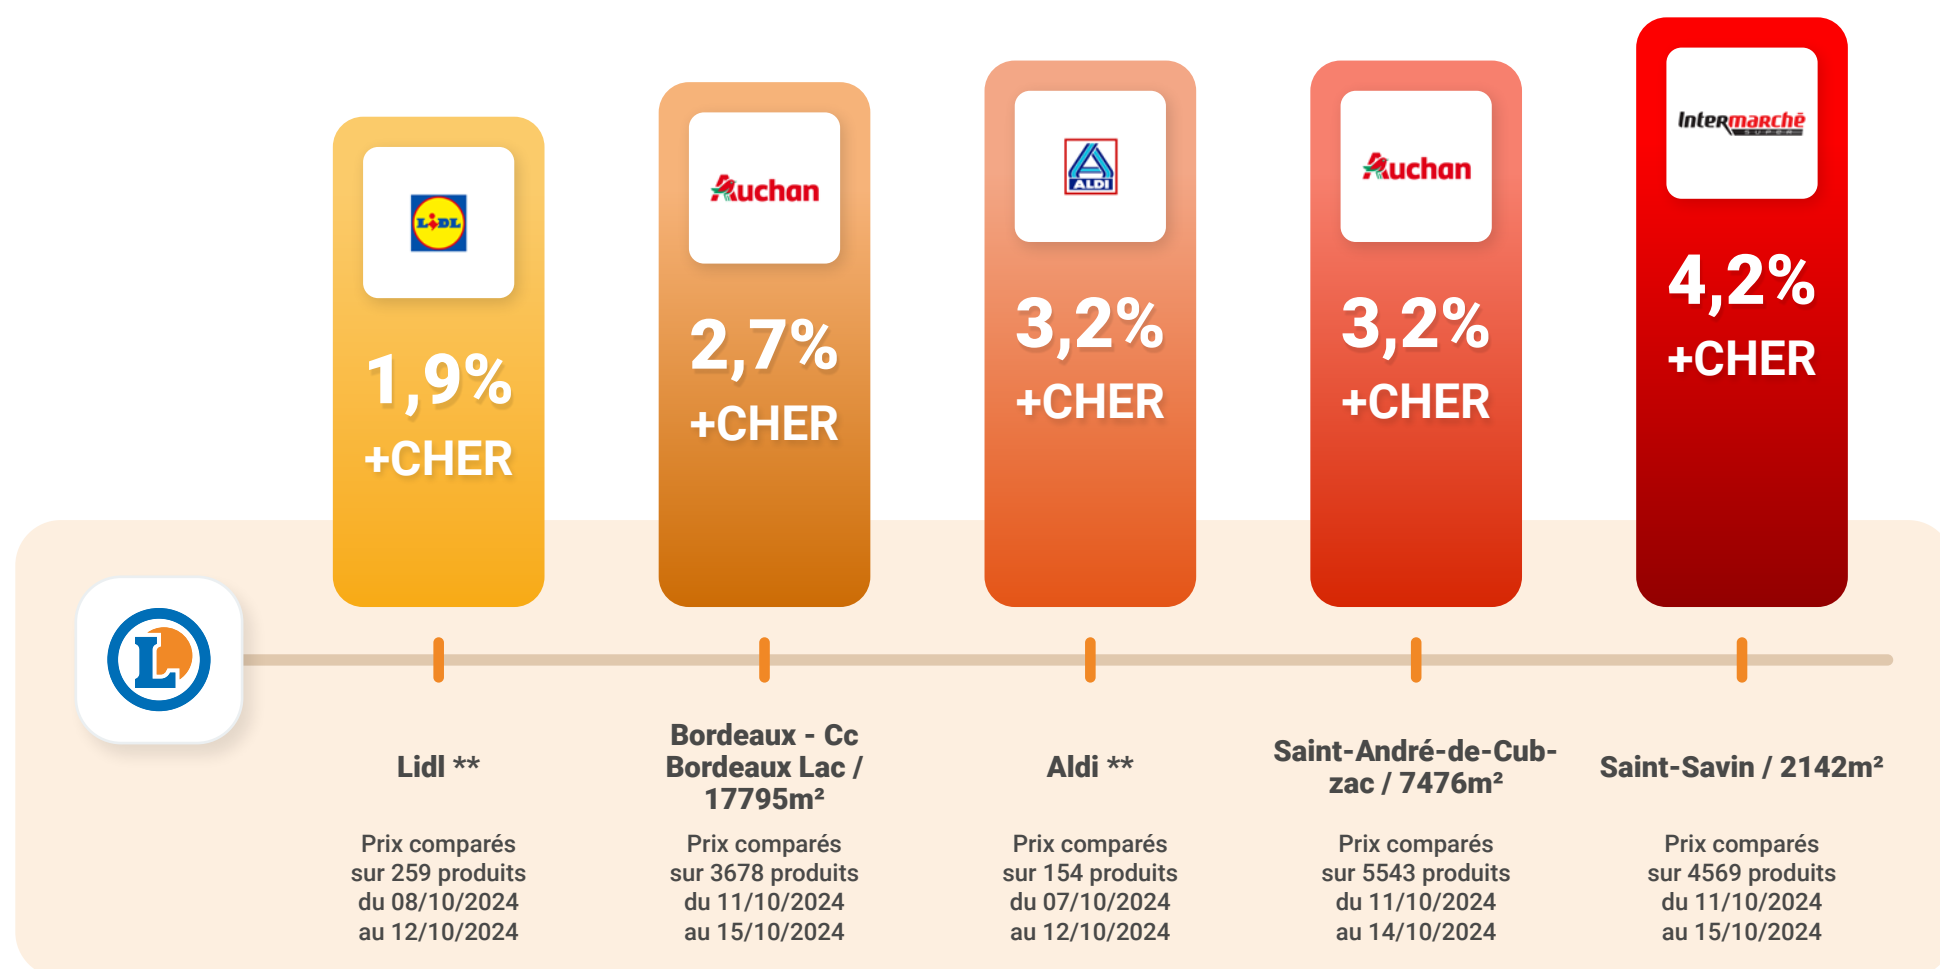 LIDL
1,9%
+CHER
Auchan
2,7%
+CHER
ALDI
3,2%
+CHER
Auchan
3,2%
+CHER
Intermarchē
SUPER
4,2%
+CHER
L
Lidl **
Prix comparés
sur 259 produits
du 08/10/2024
au 12/10/2024
Bordeaux - Cc
Bordeaux Lac /
17795m²
Prix comparés
sur 3678 produits
du 11/10/2024
au 15/10/2024
Aldi **
Prix comparés
sur 154 produits
du 07/10/2024
au 12/10/2024
Saint-André-de-Cub-
zac / 7476m²
Prix comparés
sur 5543 produits
du 11/10/2024
au 14/10/2024
Saint-Savin / 2142m²
Prix comparés
sur 4569 produits
du 11/10/2024
au 15/10/2024